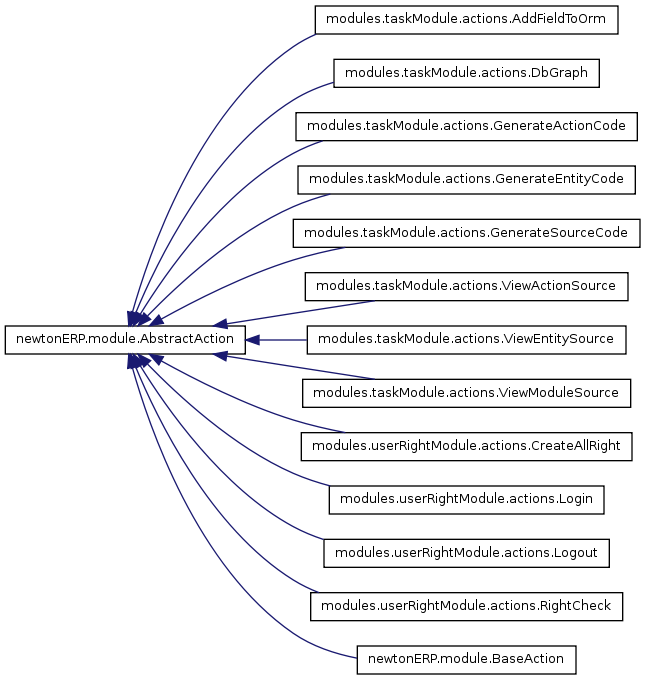 modules.taskModule.actions.AddFieldToOrm
modules.taskModule.actions.DbGraph
modules.taskModule.actions.GenerateActionCode
modules.taskModule.actions.GenerateEntityCode
modules.taskModule.actions.GenerateSourceCode
modules.taskModule.actions.ViewActionSource
newtonERP.module.AbstractAction
modules.taskModule.actions.ViewEntitySource
modules.taskModule.actions.ViewModuleSource
modules.userRightModule.actions.CreateAllRight
modules.userRightModule.actions.Login
modules.userRightModule.actions.Logout
modules.userRightModule.actions.RightCheck
newtonERP.module.BaseAction